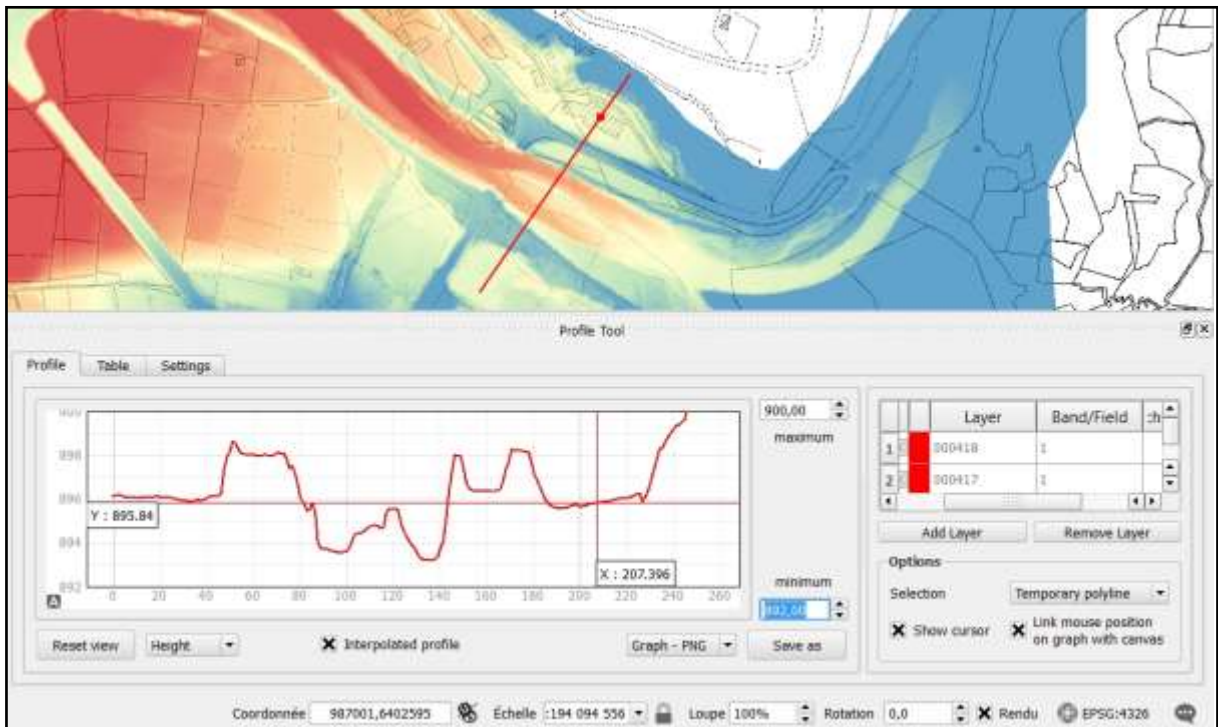 Profile Tool
Profile Table Settings
900,00
maximum
898
896
Y : 895.84
894
892
X : 207.396
0 20 40 60 80 100 120 140 160 180 200 220 240 260
minimum
892,00
Layer Band/Field
1 000418 1
2 000417 1
Add Layer Remove Layer
Options
Selection Temporary polyline
Show cursor Link mouse position
on graph with canvas
Reset view Height Interpolated profile Graph - PNG Save as
Coordonnée 987001,6402595 Échelle :194 094 556 Loupe 100% Rotation 0,0 Rendu EPSG:4326